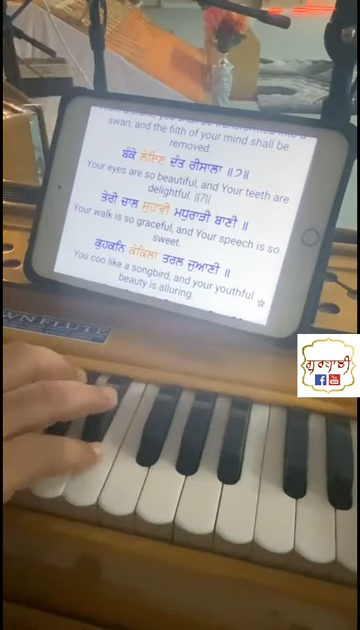 swan, and the filth of your mind shall be
removed.
ਬੰਕੇ ਲੋਇਣ ਦੰਤ ਰੀਸਾਲਾ ॥੭॥
Your eyes are so beautiful, and Your teeth are
delightful. ||7||
ਤੇਰੀ ਚਾਲ ਸੁਹਾਵੀ ਮਧੁਰਾੜੀ ਬਾਣੀ ॥
Your walk is so graceful, and Your speech is so
sweet.
ਕੁਹਕਨਿ ਕੋਕਿਲਾ ਤਰਲ ਜੁਆਣੀ ॥
You coo like a songbird, and your youthful
beauty is alluring.
ਗੁਰਬਾਣੀ